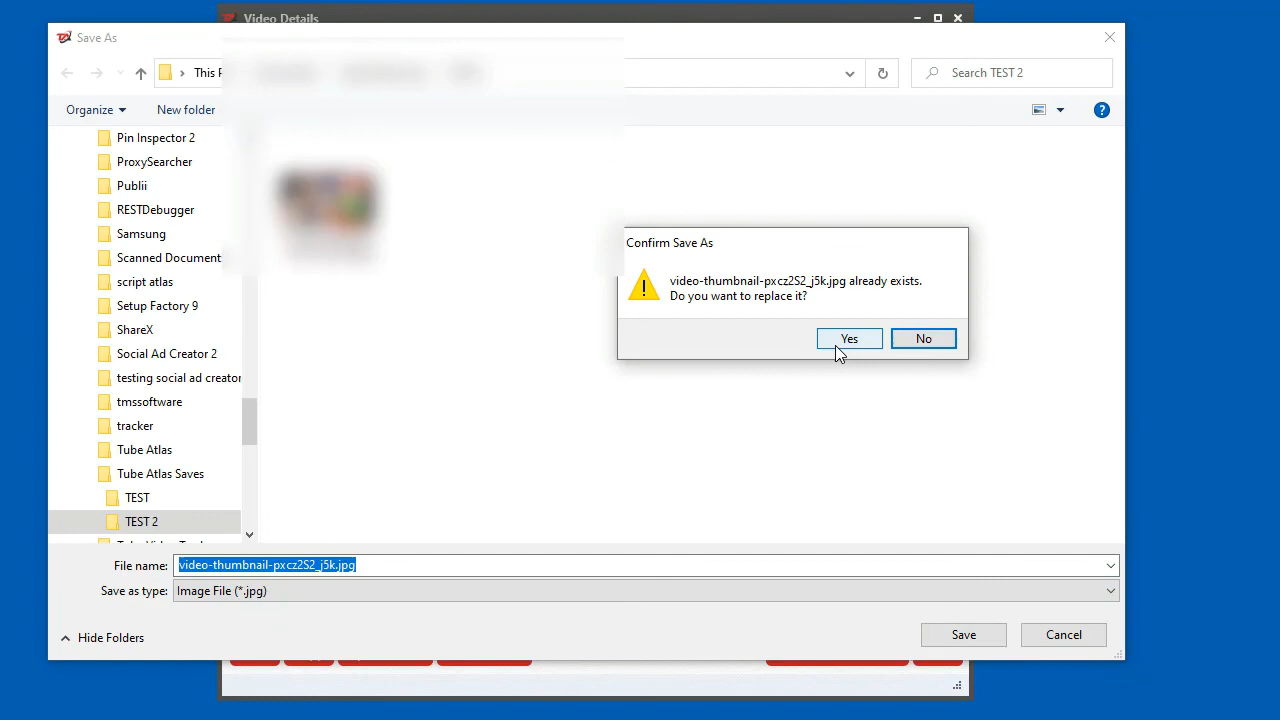 Video Details
Save As
This P
Search TEST 2
Organize
New folder
Pin Inspector 2
ProxySearcher
Publii
RESTDebugger
Samsung
Scanned Document
script atlas
Setup Factory 9
ShareX
Social Ad Creator 2
testing social ad creator
tmssoftware
tracker
Tube Atlas
Tube Atlas Saves
TEST
TEST 2
Confirm Save As
video-thumbnail-pxcz2S2_j5k.jpg already exists.
Do you want to replace it?
Yes
No
File name:
video-thumbnail-pxcz2S2_j5k.jpg
Save as type:
Image File (*.jpg)
Hide Folders
Save
Cancel